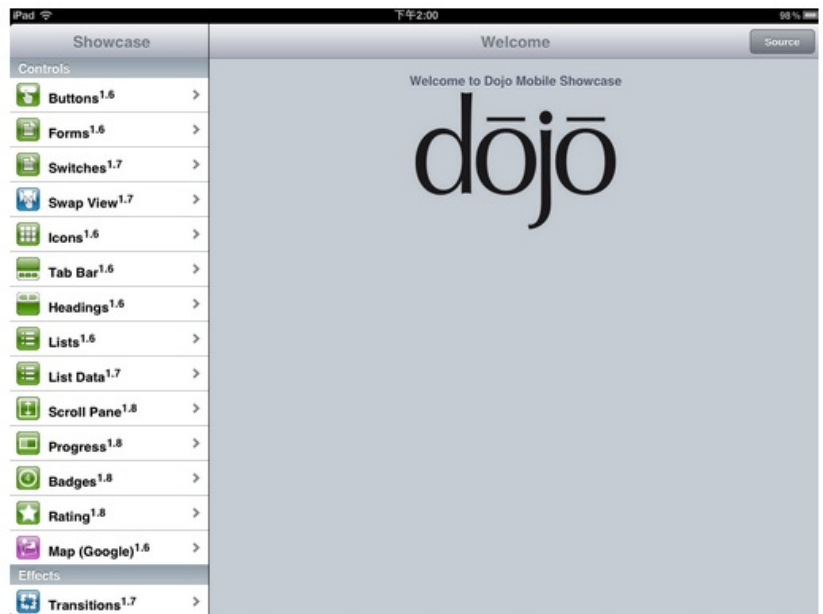 iPad 下午2:00 98%
Showcase
Welcome
Source
Controls
Buttons1.6
Forms1.6
Switches1.7
Swap View1.7
Icons1.6
Tab Bar1.6
Headings1.6
Lists1.6
List Data1.7
Scroll Pane1.8
Progress1.8
Badges1.8
Rating1.8
Map (Google)1.6
Effects
Transitions1.7
Welcome to Dojo Mobile Showcase
dōjō